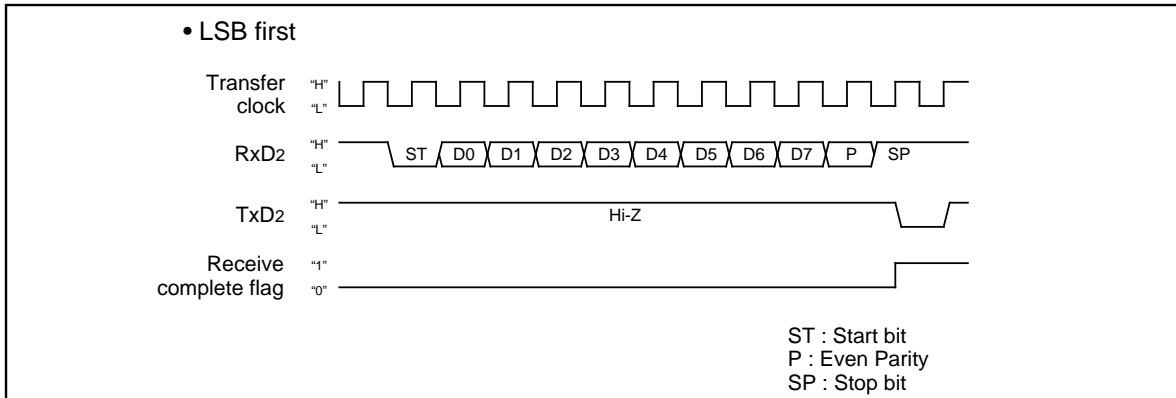 • LSB first
Transfer clock "H" "L"
RxD2 "H" "L" ST D0 D1 D2 D3 D4 D5 D6 D7 P SP
TxD2 "H" "L" Hi-Z
Receive complete flag "1" "0"
ST : Start bit
P : Even Parity
SP : Stop bit